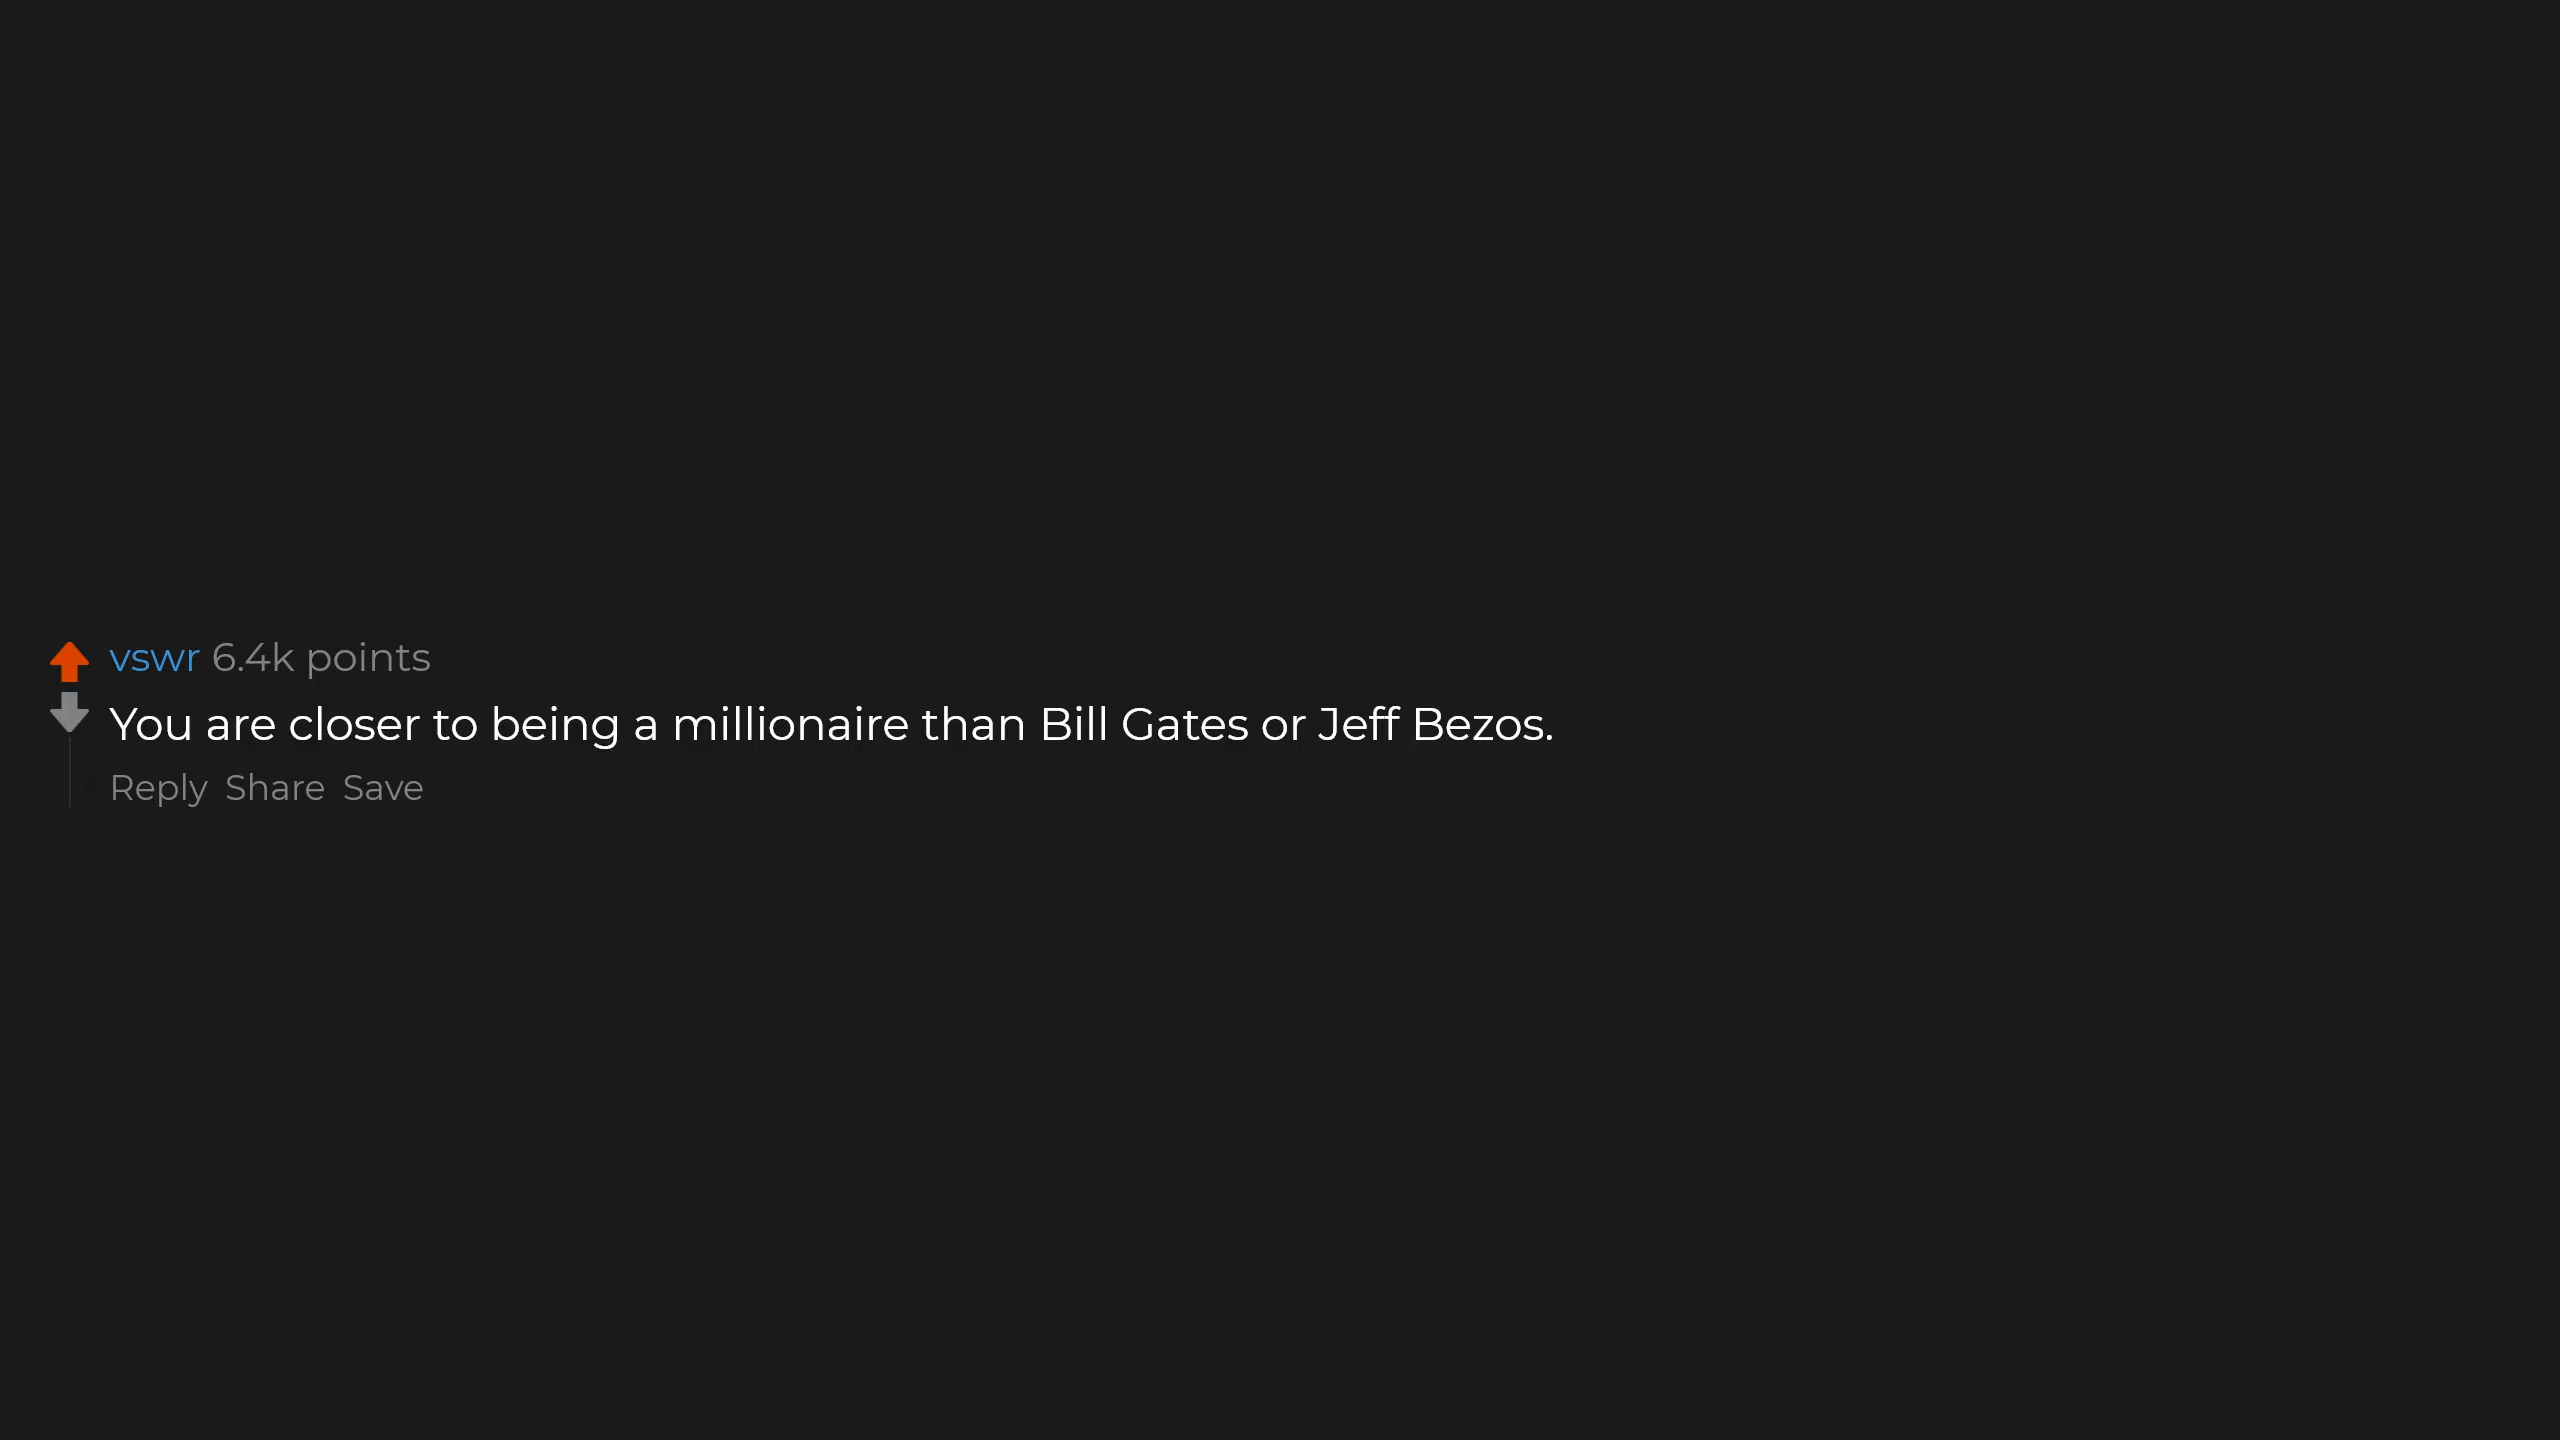 vswr 6.4k points
You are closer to being a millionaire than Bill Gates or Jeff Bezos.
Reply Share Save